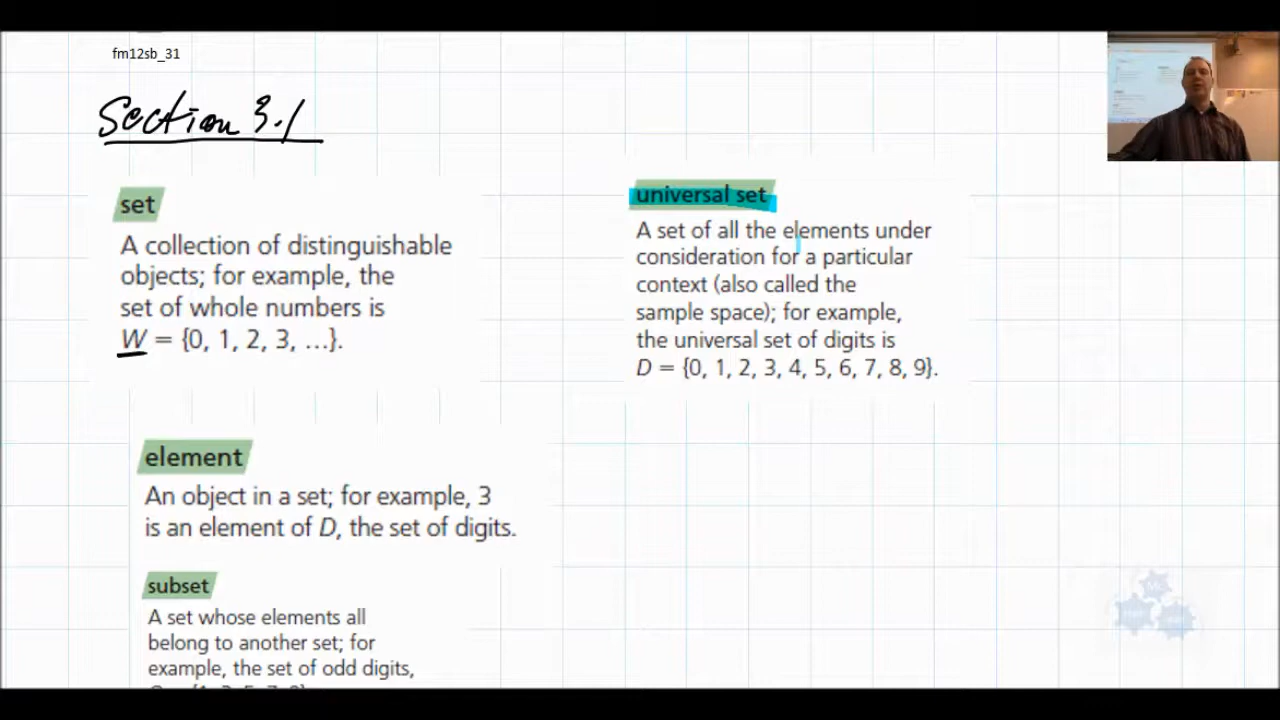 fm12sb_31
Section 3.1
set
A collection of distinguishable
objects; for example, the
set of whole numbers is
W = {0, 1, 2, 3, …}.
universal set
A set of all the elements under
consideration for a particular
context (also called the
sample space); for example,
the universal set of digits is
D = {0, 1, 2, 3, 4, 5, 6, 7, 8, 9}.
element
An object in a set; for example, 3
is an element of D, the set of digits.
subset
A set whose elements all
belong to another set; for
example, the set of odd digits,